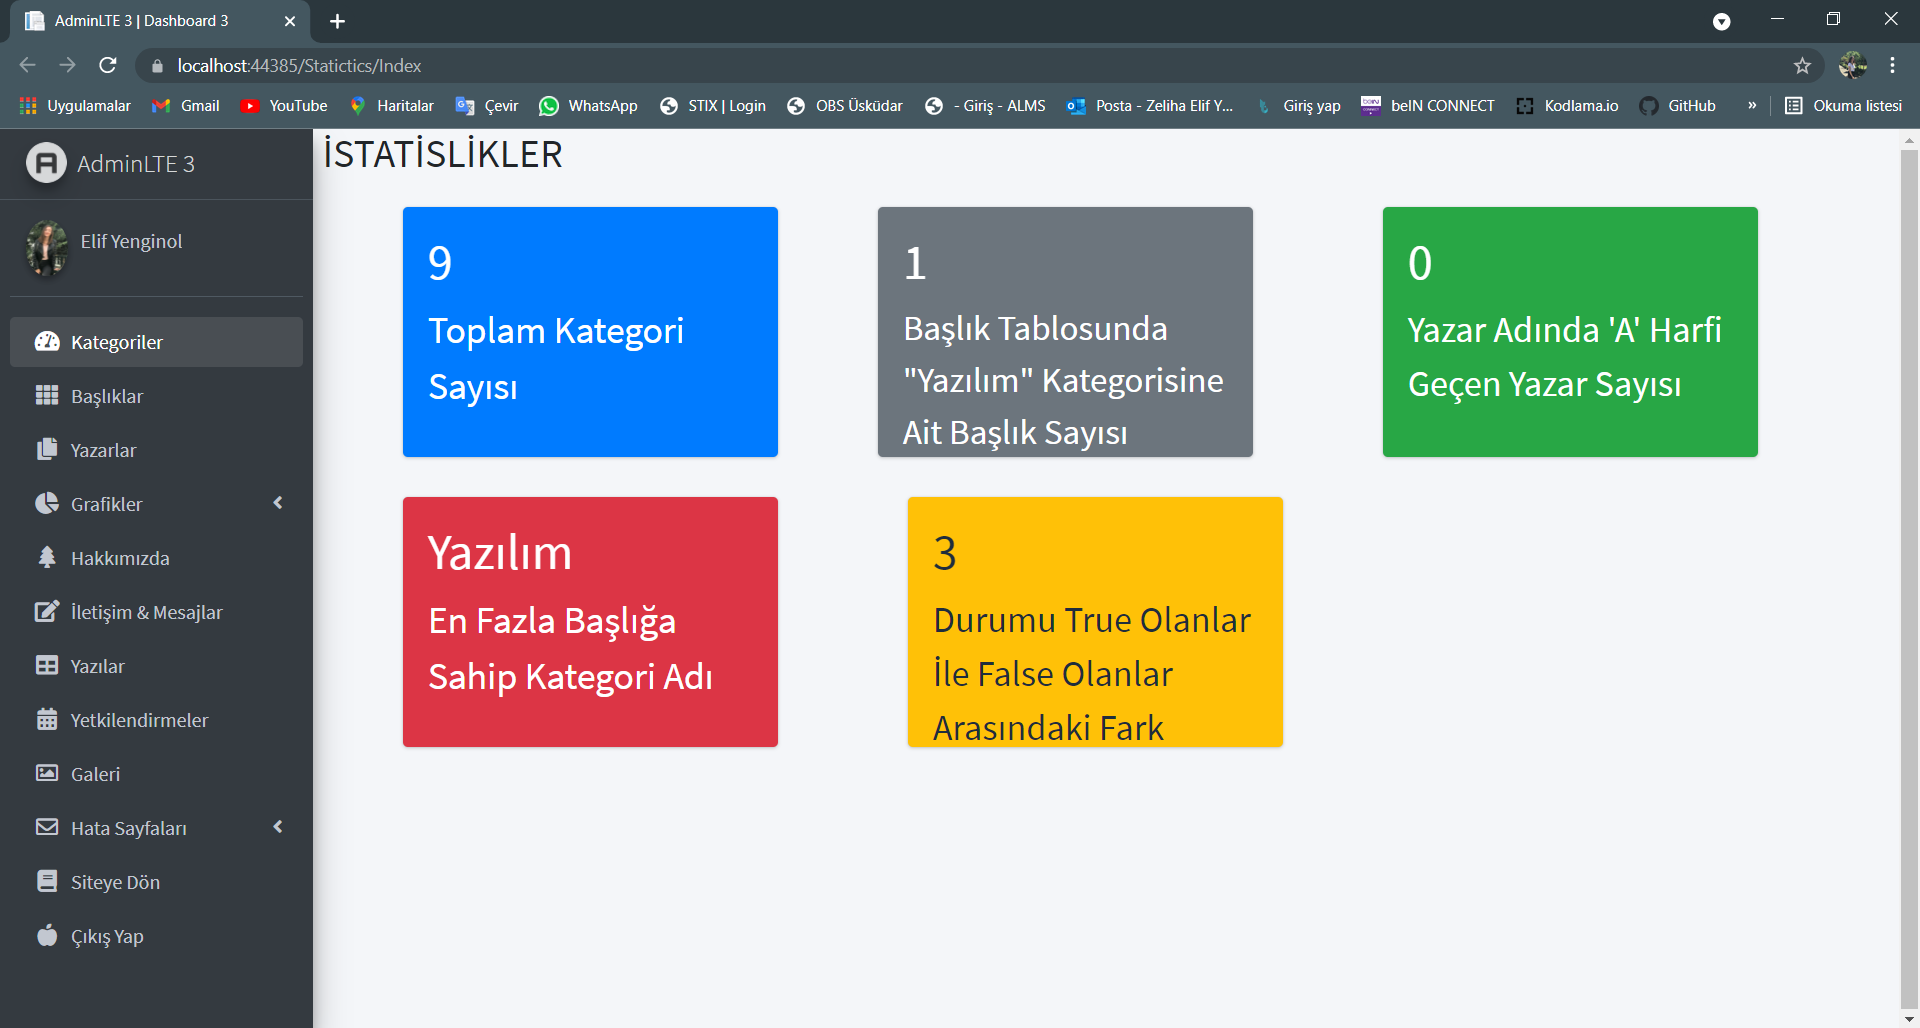 AdminLTE 3 | Dashboard 3
localhost:44385/Statictics/Index
Uygulamalar Gmail YouTube Haritalar Çevir WhatsApp STIX | Login OBS Üsküdar - Giriş - ALMS Posta - Zeliha Elif Y... Giriş yap beIN CONNECT Kodlama.io GitHub » Okuma listesi
AdminLTE 3
Elif Yenginol
Kategoriler
Başlıklar
Yazarlar
Grafikler
Hakkımızda
İletişim & Mesajlar
Yazılar
Yetkilendirmeler
Galeri
Hata Sayfaları
Siteye Dön
Çıkış Yap
İSTATİSLİKLER
9
Toplam Kategori
Sayısı
1
Başlık Tablosunda
"Yazılım" Kategorisine
Ait Başlık Sayısı
0
Yazar Adında 'A' Harfi
Geçen Yazar Sayısı
Yazılım
En Fazla Başlığa
Sahip Kategori Adı
3
Durumu True Olanlar
İle False Olanlar
Arasındaki Fark